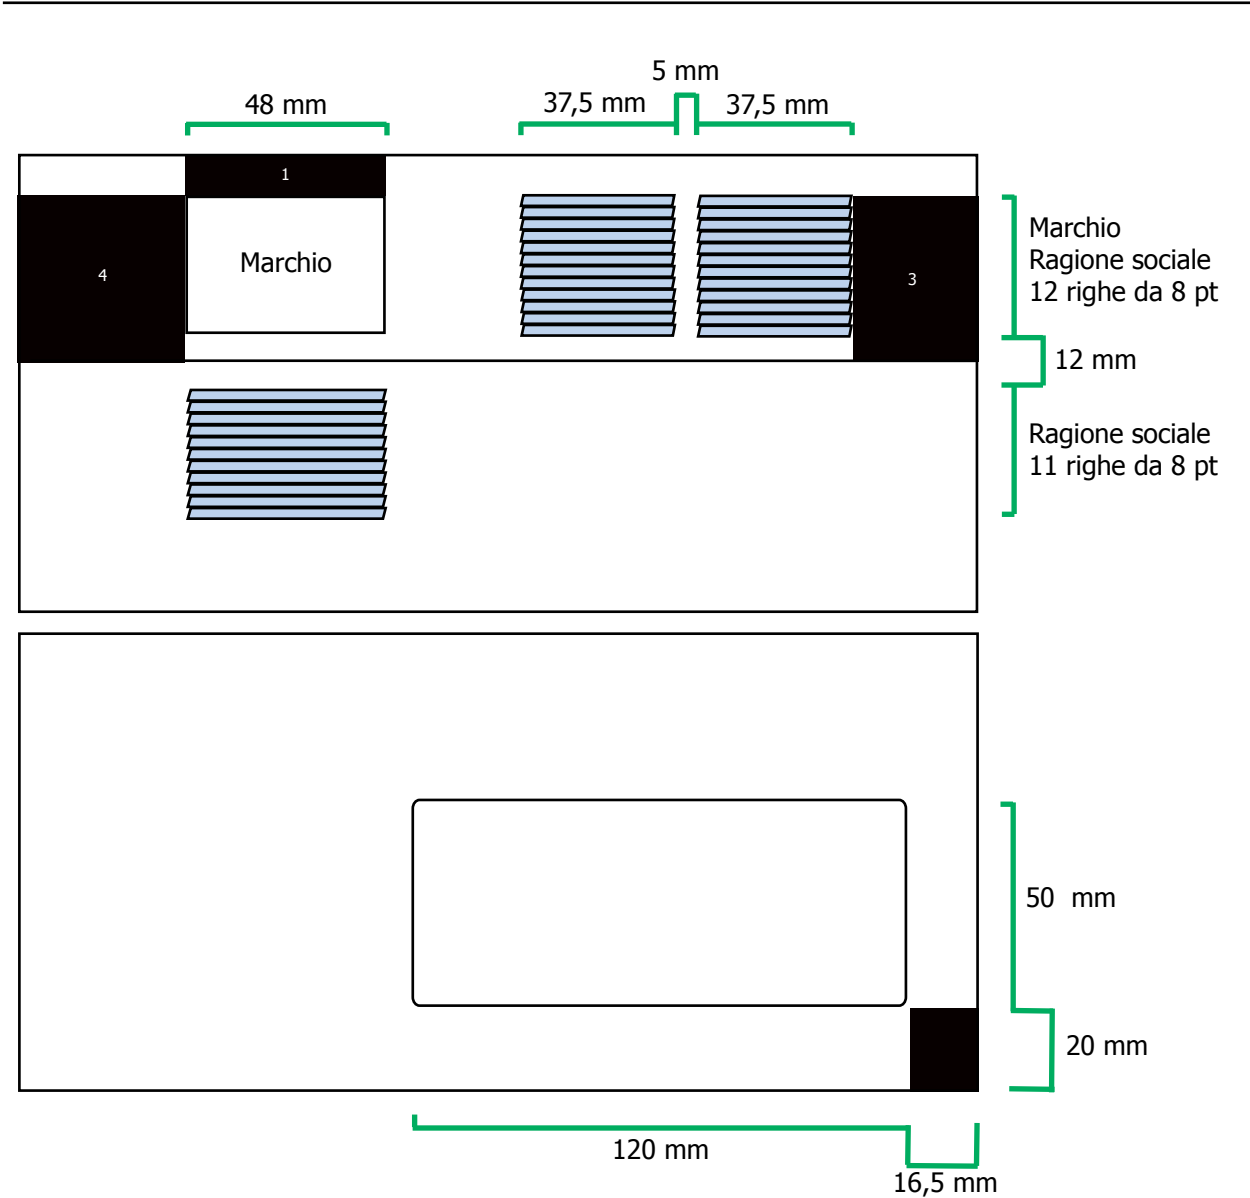 5 mm
48 mm
37,5 mm
37,5 mm
1
Marchio
4
3
Marchio
Ragione sociale
12 righe da 8 pt
12 mm
Ragione sociale
11 righe da 8 pt
50 mm
20 mm
120 mm
16,5 mm